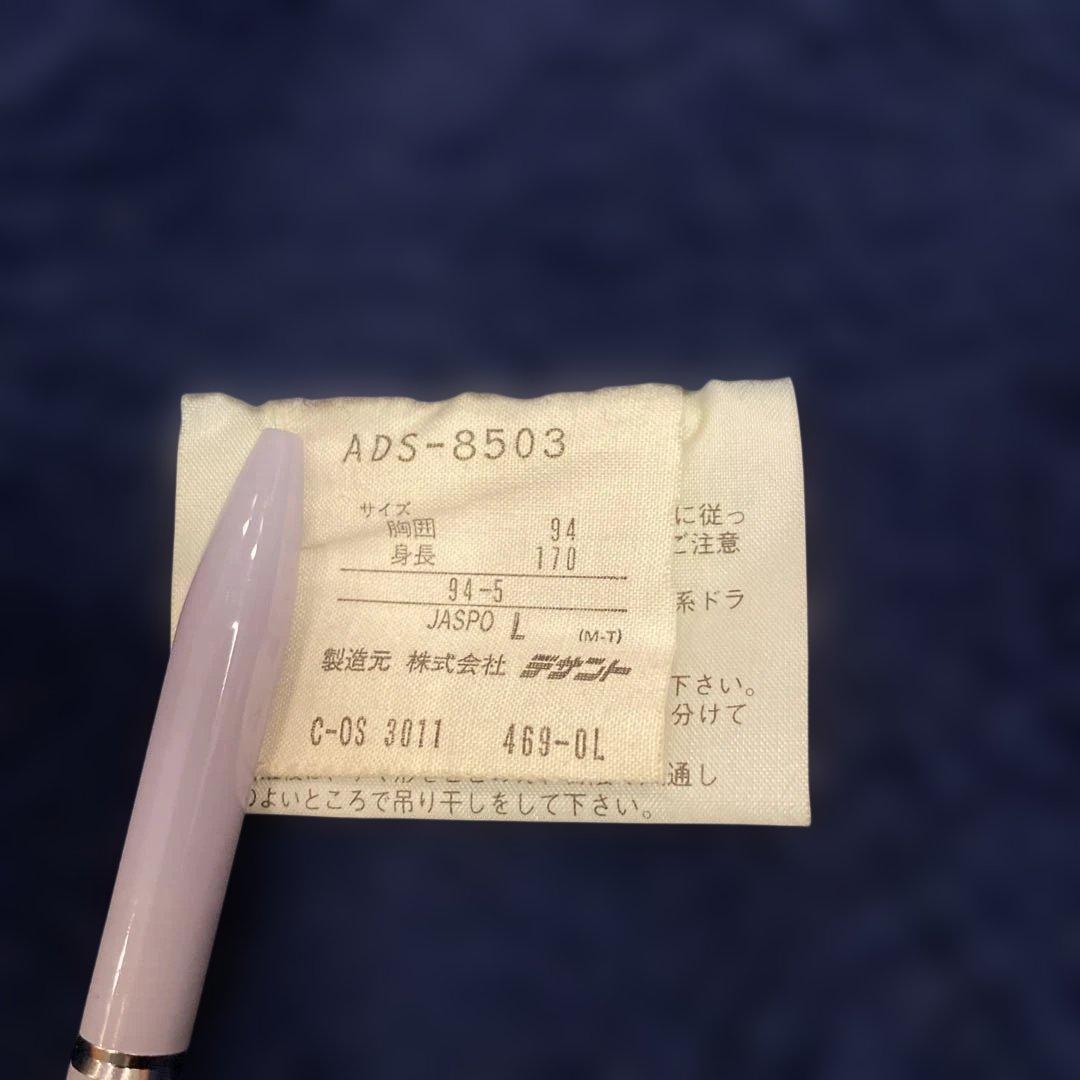 ADS-8503
サイズ
胸囲 94
身長 170
94-5
JASPO L (M-T)
製造元 株式会社 デサント
C-OS 3011 469-0L
に従っ
ご注意
系ドラ
下さい。
分けて
通し
のよいところで吊り干しをして下さい。